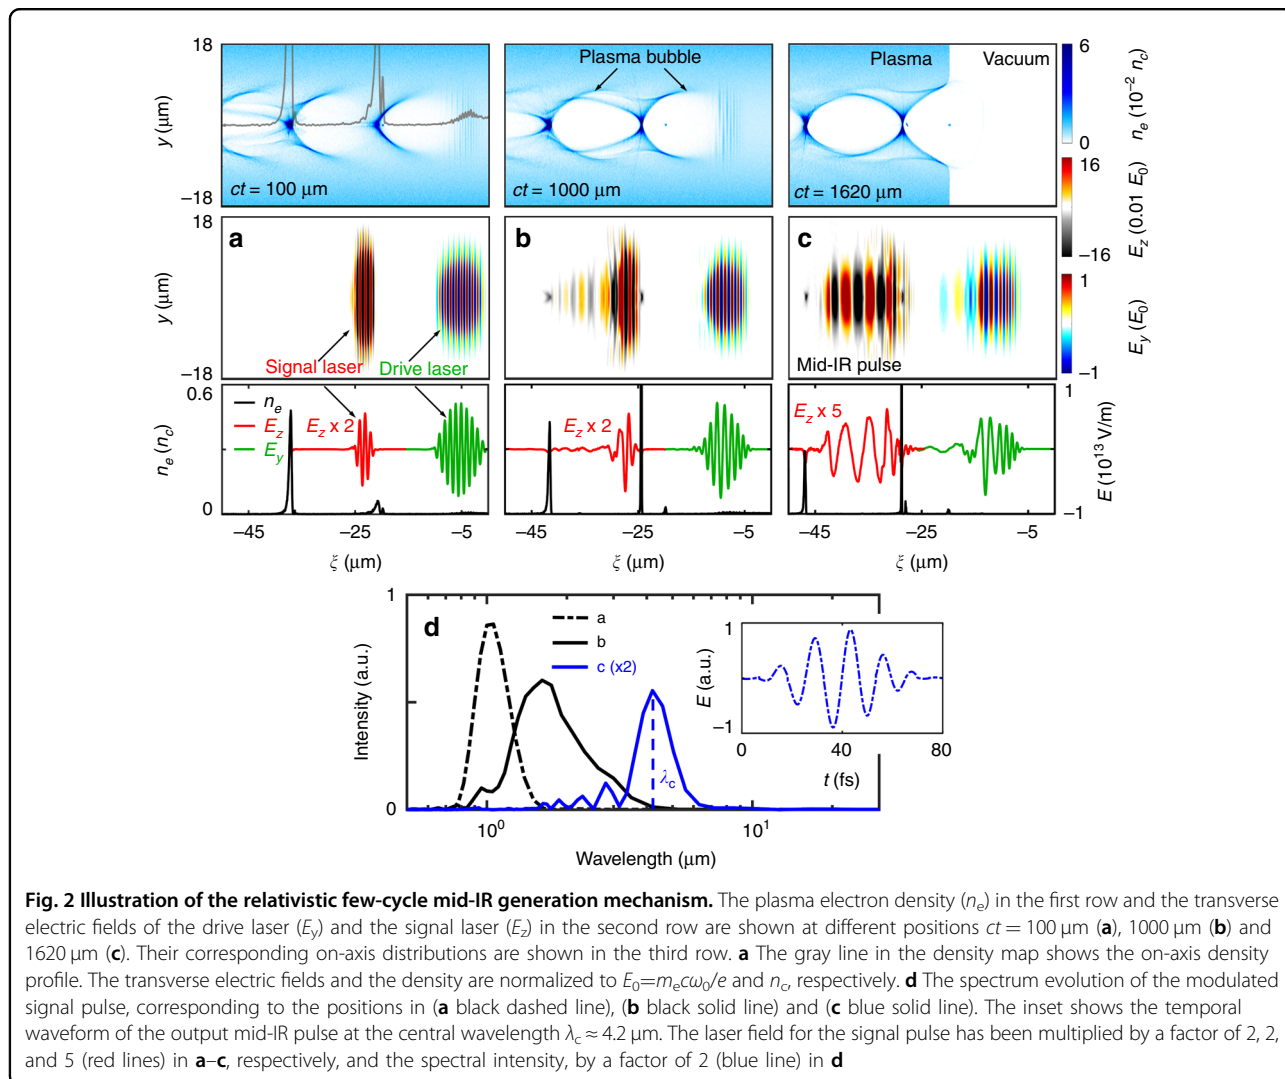 18
y (μm)
−18
ct = 100 μm
Plasma bubble
ct = 1000 μm
Plasma
Vacuum
ct = 1620 μm
6
0
n_e (10⁻² n_c)
16
−16
E_z (0.01 E_0)
18
y (μm)
−18
a
Signal laser
Drive laser
b
c
Mid-IR pulse
1
−1
E_y (E_0)
0.6
n_e (n_c)
0
n_e
E_z
E_y
E_z x 2
E_z x 2
E_z x 5
1
E (10¹³ V/m)
−1
−45 −25 −5
−45 −25 −5
−45 −25 −5
ξ (μm)
ξ (μm)
ξ (μm)
1
Intensity (a.u.)
0
d
a
b
c (x2)
λ_c
10⁰
10¹
Wavelength (μm)
1
E (a.u.)
−1
0 40 80
t (fs)
Fig. 2 Illustration of the relativistic few-cycle mid-IR generation mechanism. The plasma electron density (n_e) in the first row and the transverse
electric fields of the drive laser (E_y) and the signal laser (E_z) in the second row are shown at different positions ct = 100 μm (a), 1000 μm (b) and
1620 μm (c). Their corresponding on-axis distributions are shown in the third row. a The gray line in the density map shows the on-axis density
profile. The transverse electric fields and the density are normalized to E_0=m_ecω_0/e and n_c, respectively. d The spectrum evolution of the modulated
signal pulse, corresponding to the positions in (a black dashed line), (b black solid line) and (c blue solid line). The inset shows the temporal
waveform of the output mid-IR pulse at the central wavelength λ_c ≈ 4.2 μm. The laser field for the signal pulse has been multiplied by a factor of 2, 2,
and 5 (red lines) in a–c, respectively, and the spectral intensity, by a factor of 2 (blue line) in d